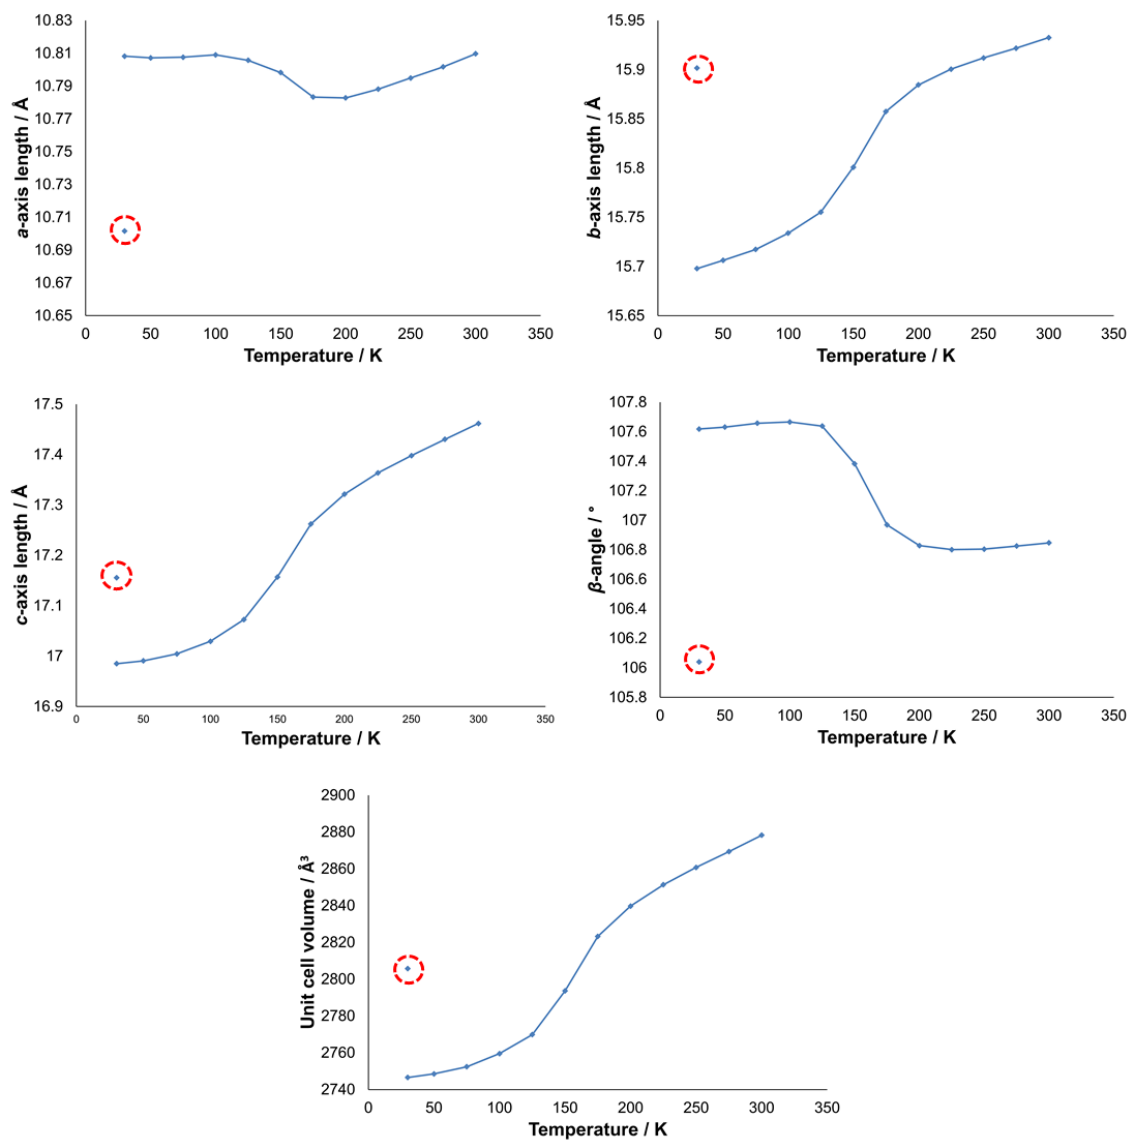 a-axis length / Å
10.83
10.81
10.79
10.77
10.75
10.73
10.71
10.69
10.67
10.65
0 50 100 150 200 250 300 350
Temperature / K
b-axis length / Å
15.95
15.9
15.85
15.8
15.75
15.7
15.65
0 50 100 150 200 250 300 350
Temperature / K
c-axis length / Å
17.5
17.4
17.3
17.2
17.1
17
16.9
0 50 100 150 200 250 300 350
Temperature / K
β-angle / °
107.8
107.6
107.4
107.2
107
106.8
106.6
106.4
106.2
106
105.8
0 50 100 150 200 250 300 350
Temperature / K
Unit cell volume / Å³
2900
2880
2860
2840
2820
2800
2780
2760
2740
0 50 100 150 200 250 300 350
Temperature / K